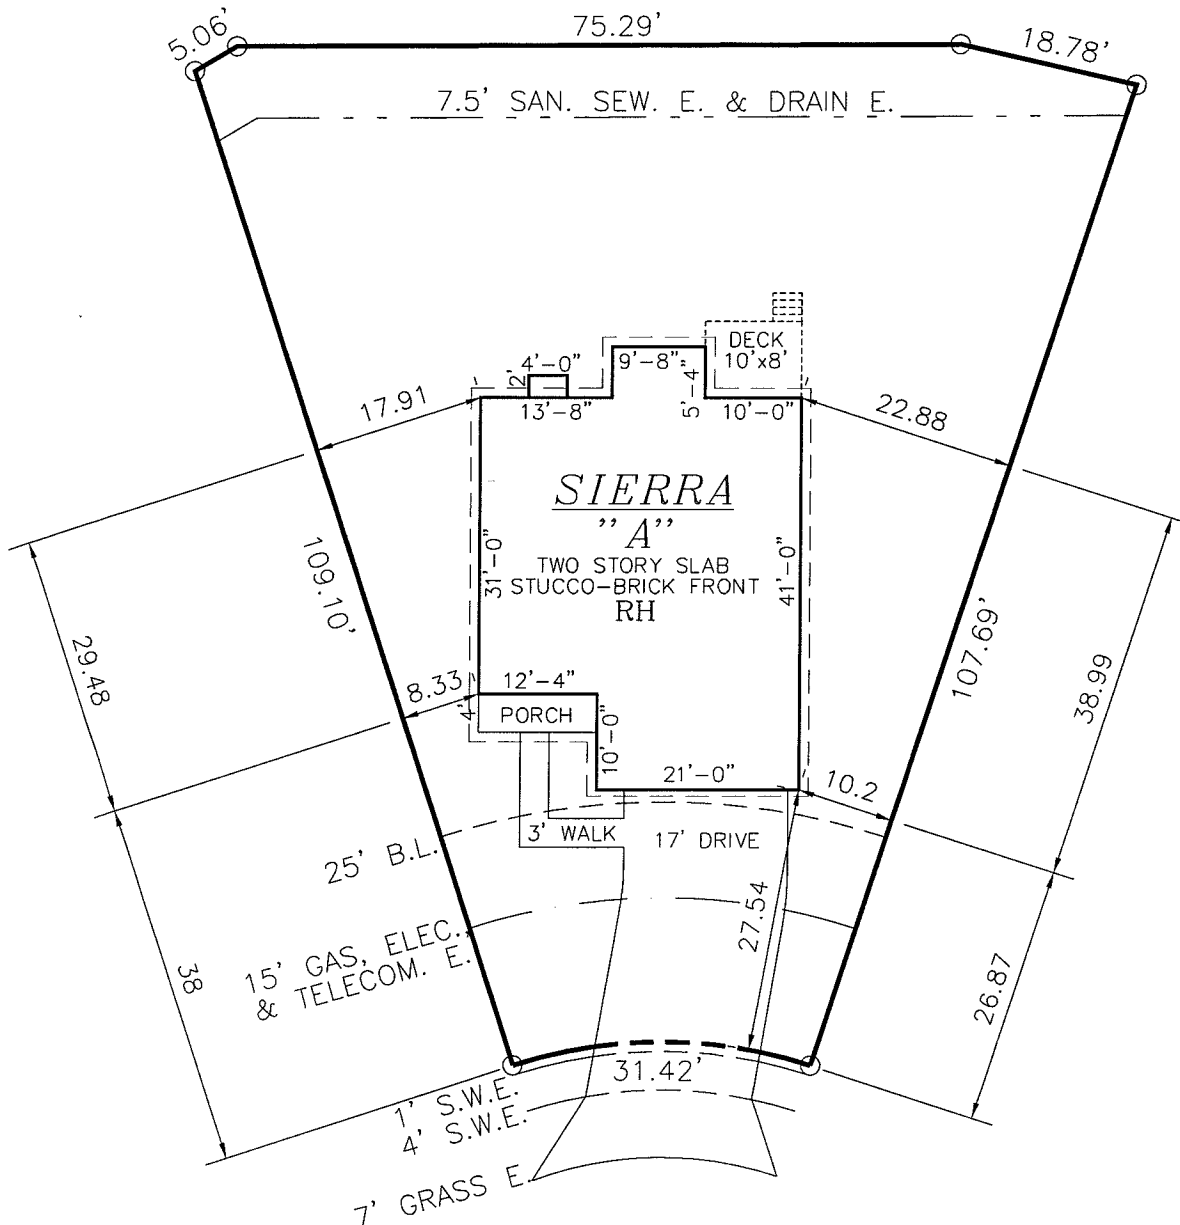 5.06'
75.29'
18.78'
7.5' SAN. SEW. E. & DRAIN E.
DECK
10'x8'
4'-0"
2'
9'-8"
5'-4"
13'-8"
10'-0"
17.91
22.88
SIERRA
"A"
TWO STORY SLAB
STUCCO-BRICK FRONT
RH
31'-0"
41'-0"
109.10'
107.69'
29.48
38.99
8.33
12'-4"
4'
PORCH
10'-0"
21'-0"
10.2
3' WALK
17' DRIVE
25' B.L.
27.54
15' GAS, ELEC.
& TELECOM. E.
38
26.87
31.42'
1' S.W.E.
4' S.W.E.
7' GRASS E.